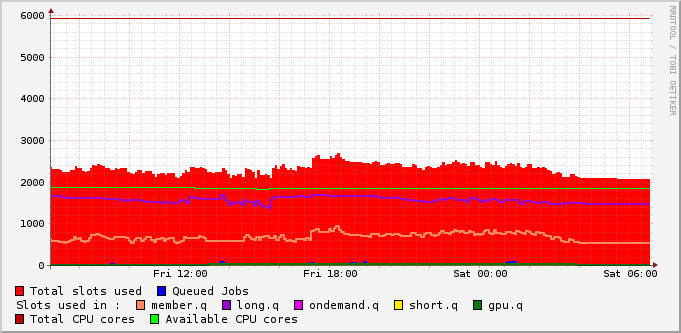 6000
5000
4000
3000
2000
1000
0
Fri 12:00 Fri 18:00 Sat 00:00 Sat 06:00
Total slots used Queued Jobs
Slots used in : member.q long.q ondemand.q short.q gpu.q
Total CPU cores Available CPU cores
RRDTOOL / TOBI OETIKER